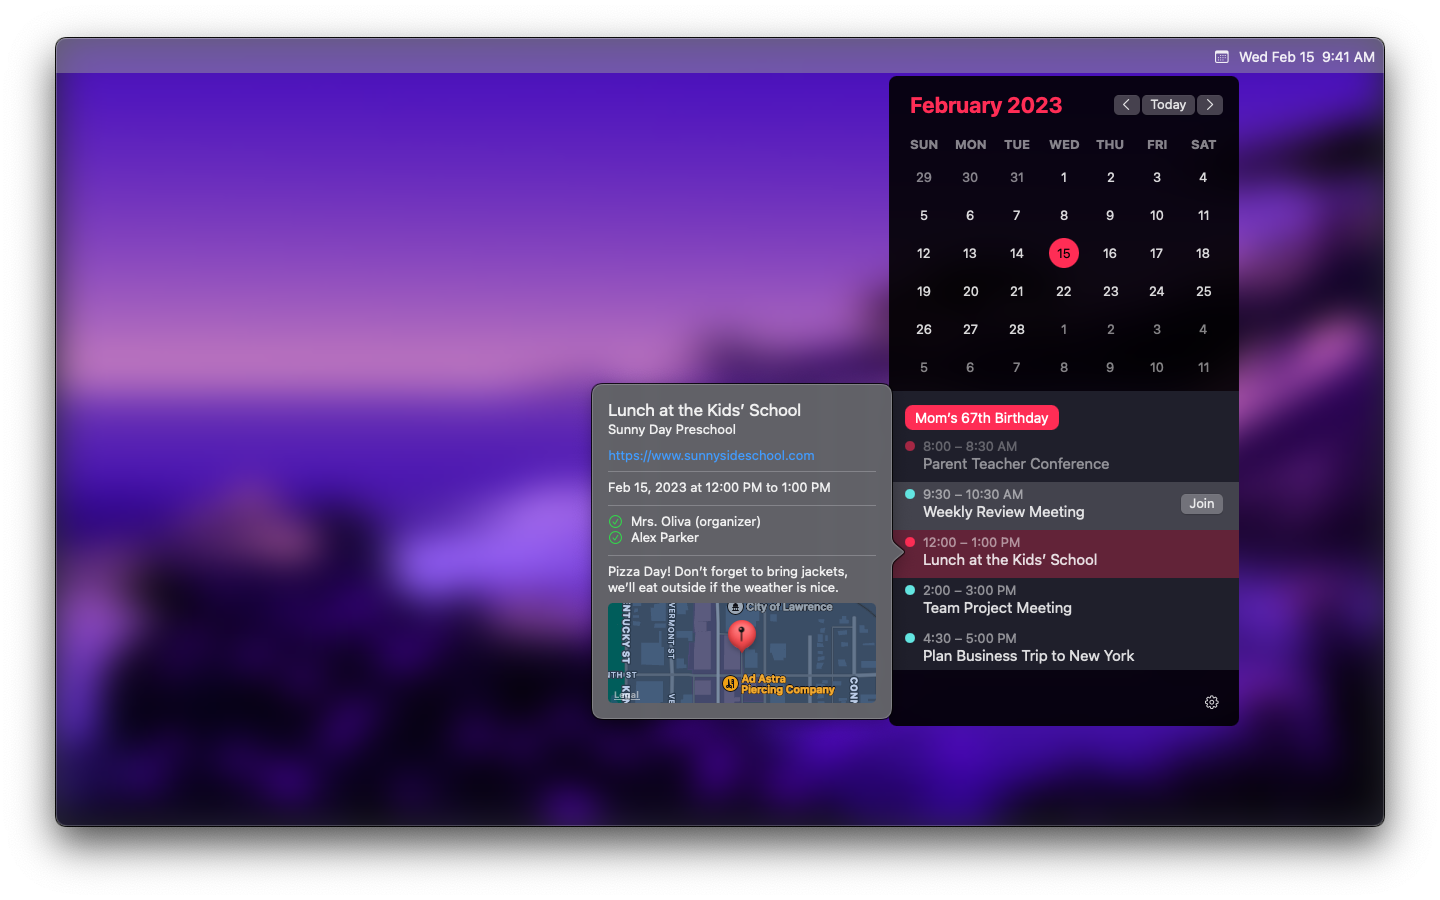 Wed Feb 15 9:41 AM
February 2023
Today
SUN MON TUE WED THU FRI SAT
29 30 31 1 2 3 4
5 6 7 8 9 10 11
12 13 14 15 16 17 18
19 20 21 22 23 24 25
26 27 28 1 2 3 4
5 6 7 8 9 10 11
Mom’s 67th Birthday
8:00 – 8:30 AM
Parent Teacher Conference
9:30 – 10:30 AM
Weekly Review Meeting
Join
12:00 – 1:00 PM
Lunch at the Kids’ School
2:00 – 3:00 PM
Team Project Meeting
4:30 – 5:00 PM
Plan Business Trip to New York
Lunch at the Kids’ School
Sunny Day Preschool
https://www.sunnysideschool.com
Feb 15, 2023 at 12:00 PM to 1:00 PM
Mrs. Oliva (organizer)
Alex Parker
Pizza Day! Don’t forget to bring jackets,
we’ll eat outside if the weather is nice.
City of Lawrence
NTUCKY ST
VERMONT ST
NTH ST
Ad Astra
Piercing Company
Legal
KEN
VE
CONN